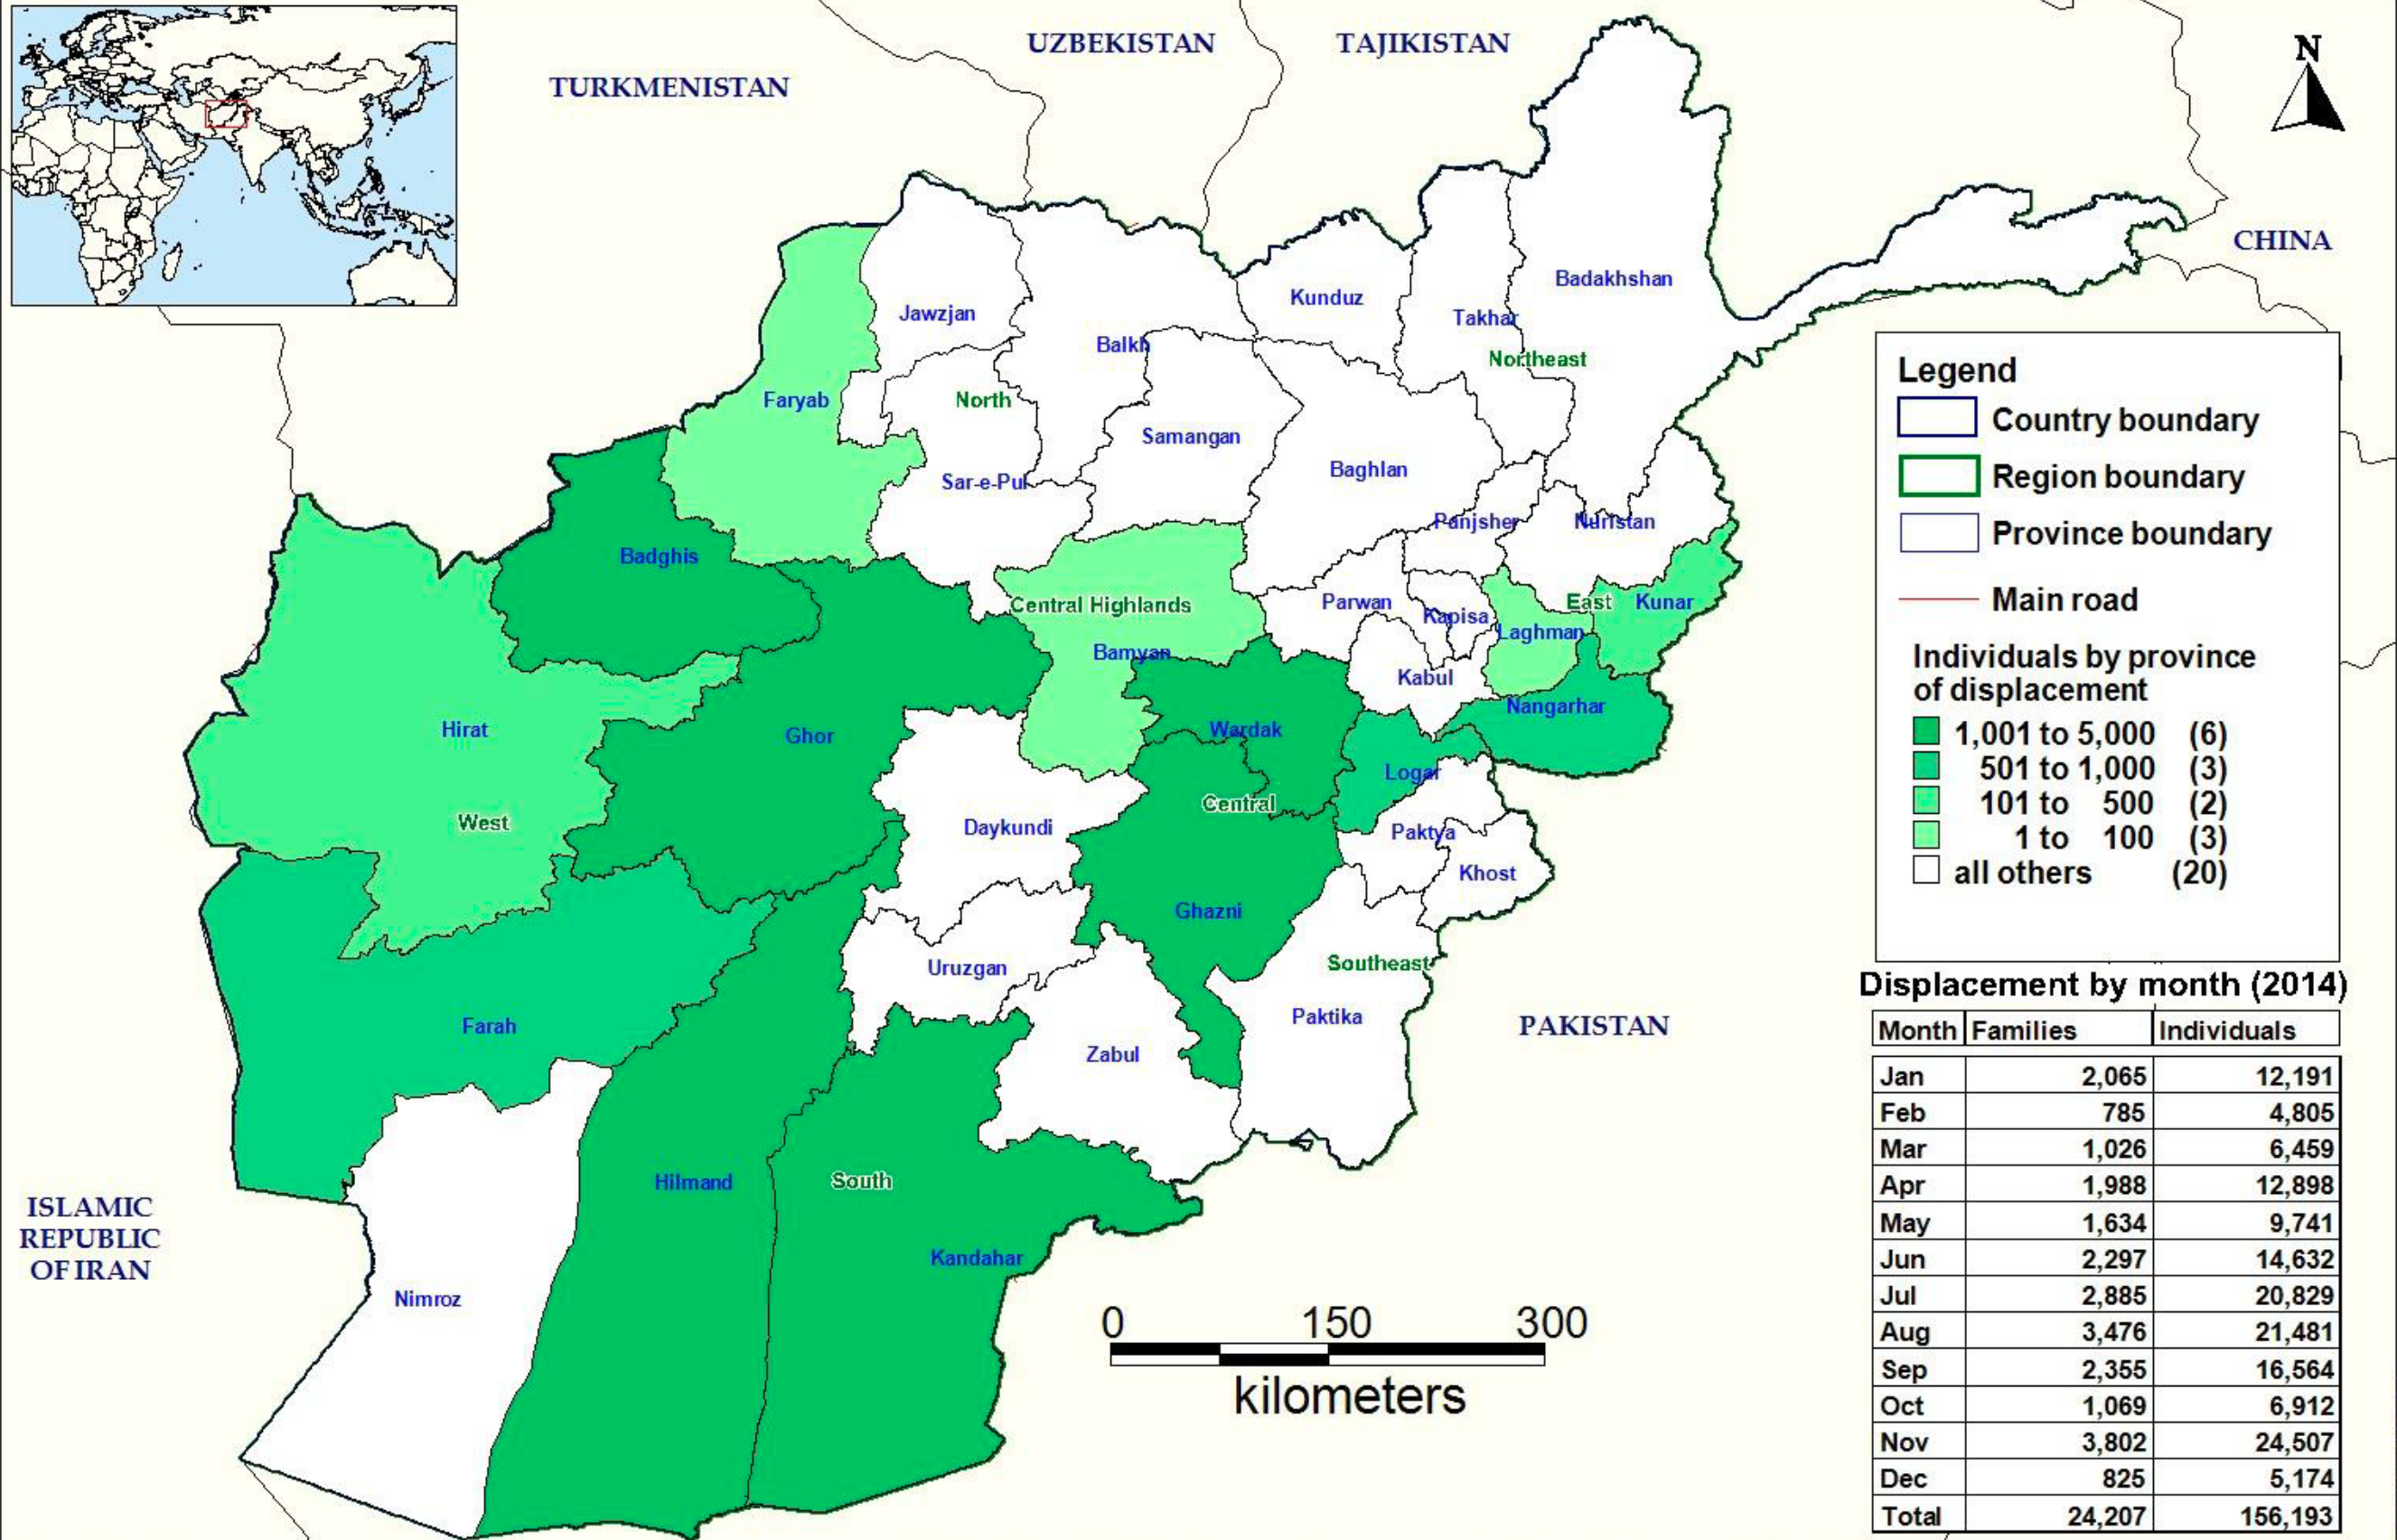 UZBEKISTAN
TAJIKISTAN
TURKMENISTAN
N
CHINA
Badakhshan
Kunduz
Jawzjan
Takhar
Balkh
Northeast
Faryab
North
Samangan
Baghlan
Sar-e-Pul
Panjsher
Nuristan
Badghis
Central Highlands
Parwan
Kapisa
East
Kunar
Laghman
Bamyan
Kabul
Nangarhar
Hirat
Ghor
Wardak
Logar
West
Daykundi
Central
Paktya
Khost
Ghazni
Uruzgan
Southeast
Farah
Paktika
PAKISTAN
Zabul
Hilmand
South
Kandahar
Nimroz
ISLAMIC
REPUBLIC
OF IRAN
0 150 300
kilometers
Legend
Country boundary
Region boundary
Province boundary
Main road
Individuals by province
of displacement
1,001 to 5,000 (6)
501 to 1,000 (3)
101 to 500 (2)
1 to 100 (3)
all others (20)
Displacement by month (2014)
Month Families Individuals
Jan 2,065 12,191
Feb 785 4,805
Mar 1,026 6,459
Apr 1,988 12,898
May 1,634 9,741
Jun 2,297 14,632
Jul 2,885 20,829
Aug 3,476 21,481
Sep 2,355 16,564
Oct 1,069 6,912
Nov 3,802 24,507
Dec 825 5,174
Total 24,207 156,193